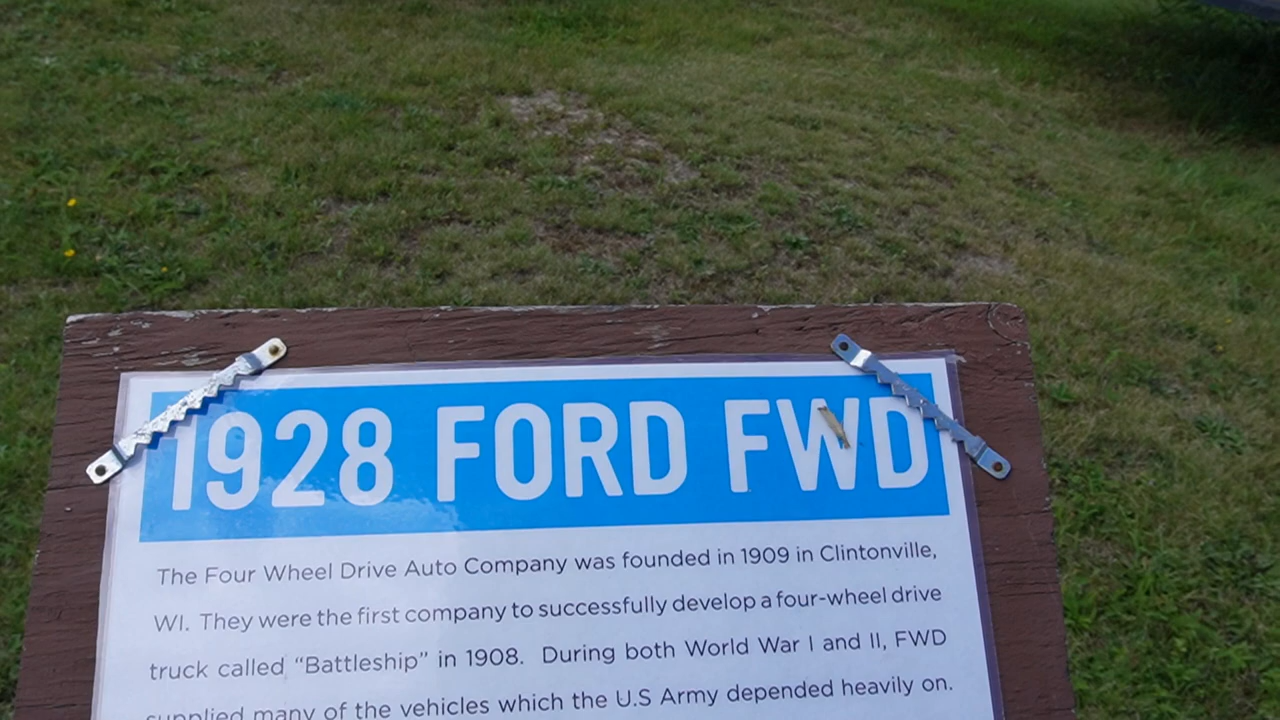 1928 FORD FWD
The Four Wheel Drive Auto Company was founded in 1909 in Clintonville,
WI. They were the first company to successfully develop a four-wheel drive
truck called “Battleship” in 1908. During both World War I and II, FWD
supplied many of the vehicles which the U.S Army depended heavily on.